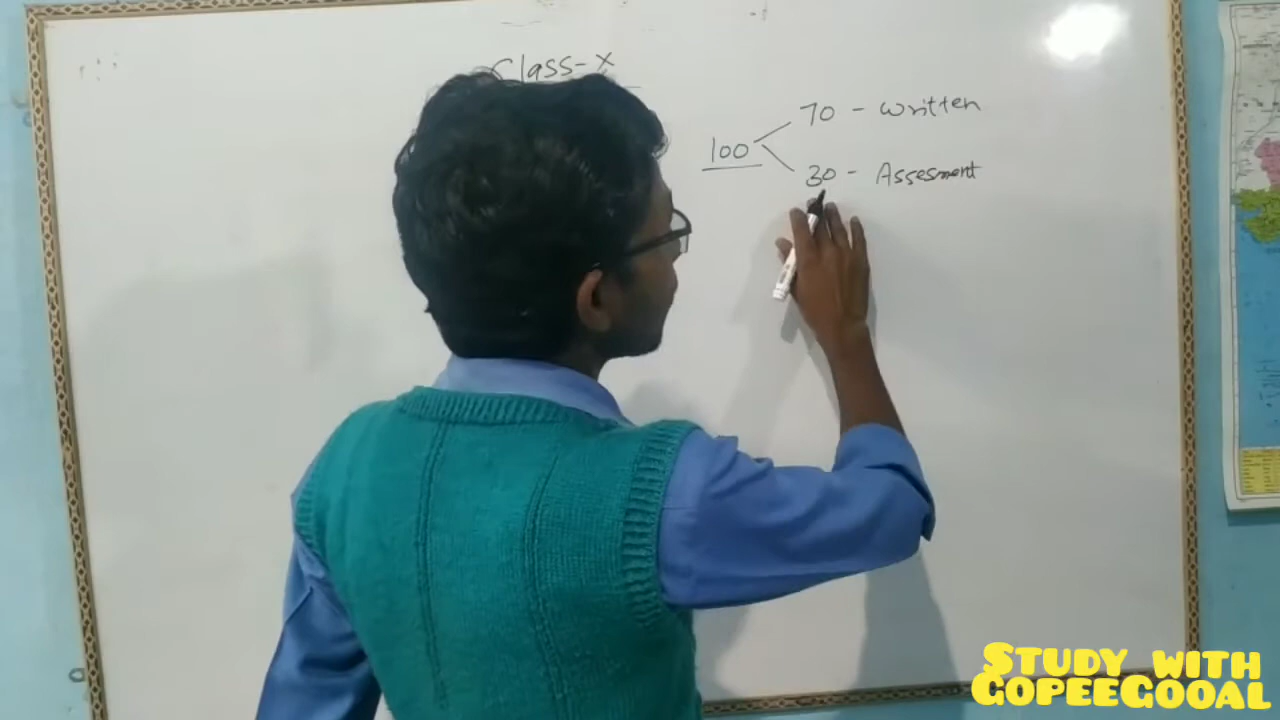 Class-X
70 - written
100
30 - Assesment
STUDY WITH
GOPEEGOOAL